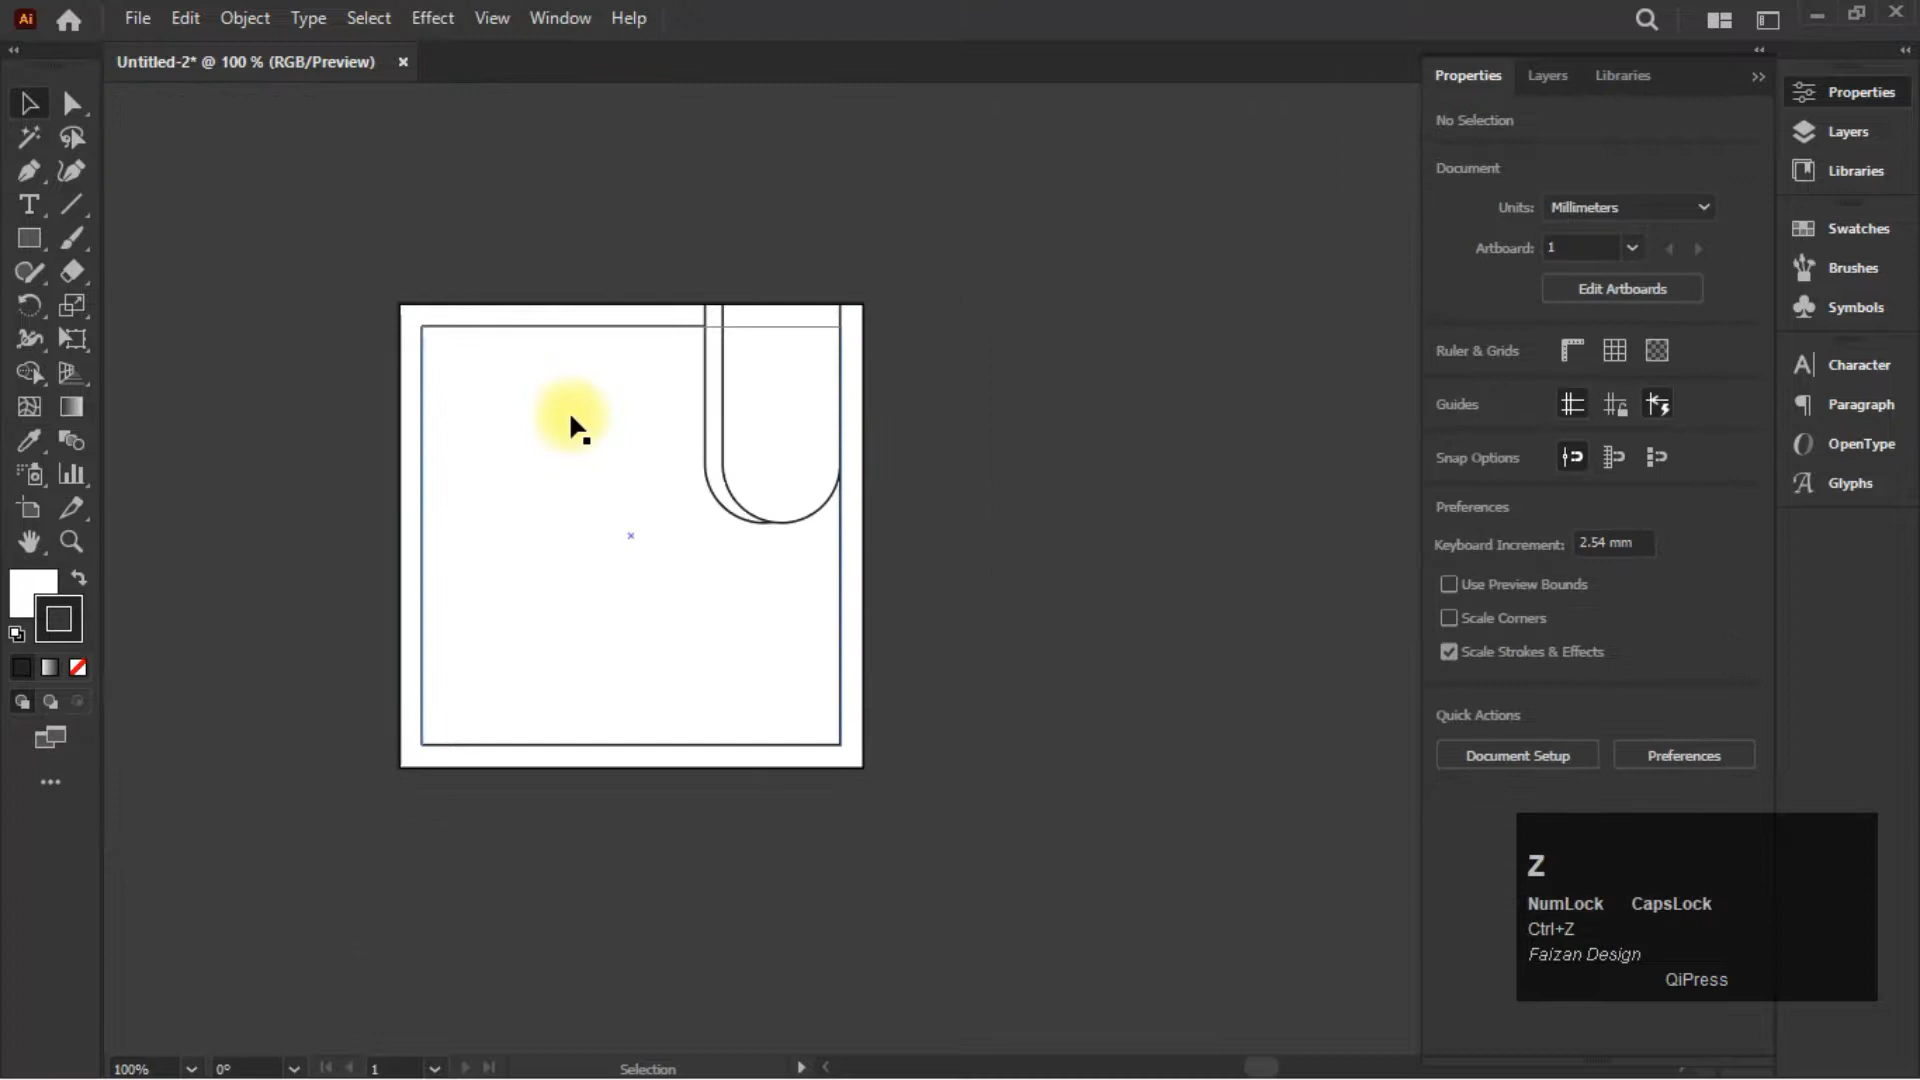 Ai File Edit Object Type Select Effect View Window Help
Untitled-2* @ 100 % (RGB/Preview)
Properties Layers Libraries
No Selection
Document
Units: Millimeters
Artboard: 1
Edit Artboards
Ruler & Grids
Guides
Snap Options
Preferences
Keyboard Increment: 2.54 mm
Use Preview Bounds
Scale Corners
Scale Strokes & Effects
Quick Actions
Document Setup Preferences
Properties
Layers
Libraries
Swatches
Brushes
Symbols
Character
Paragraph
OpenType
Glyphs
Z
NumLock CapsLock
Ctrl+Z
Faizan Design
QiPress
100% 0° 1 Selection